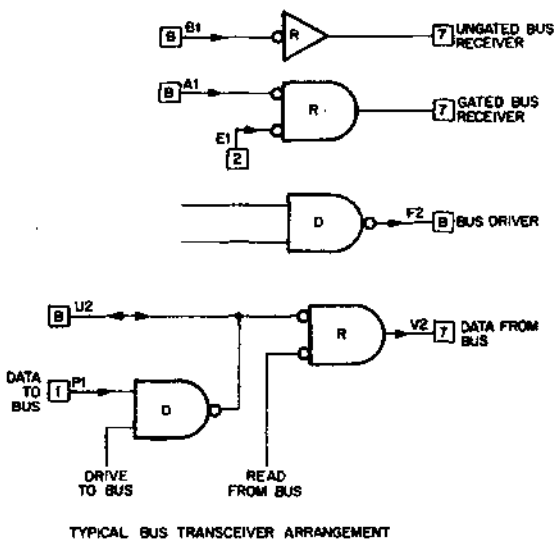 B B1 R 7 UNGATED BUS
RECEIVER
B A1 R 7 GATED BUS
RECEIVER
E1
2
D F2 B BUS DRIVER
B U2 R V2 7 DATA FROM
BUS
DATA
TO
BUS
1 P1 D
DRIVE
TO BUS
READ
FROM BUS
TYPICAL BUS TRANSCEIVER ARRANGEMENT